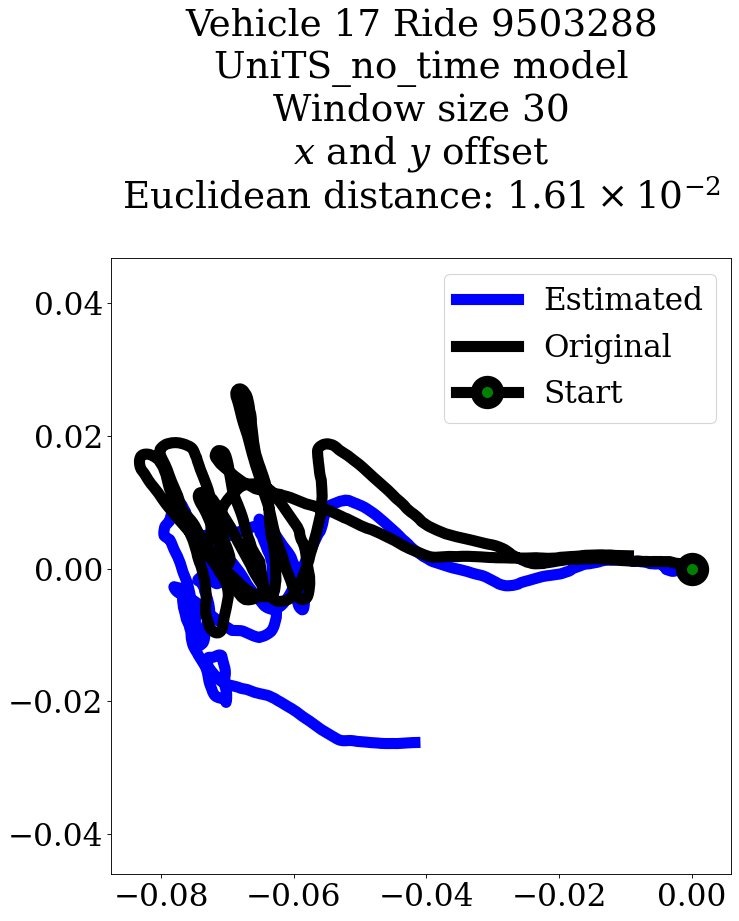 Vehicle 17 Ride 9503288
UniTS_no_time model
Window size 30
x and y offset
Euclidean distance: 1.61 × 10⁻²
Estimated
Original
Start
0.04
0.02
0.00
−0.02
−0.04
−0.08 −0.06 −0.04 −0.02 0.00